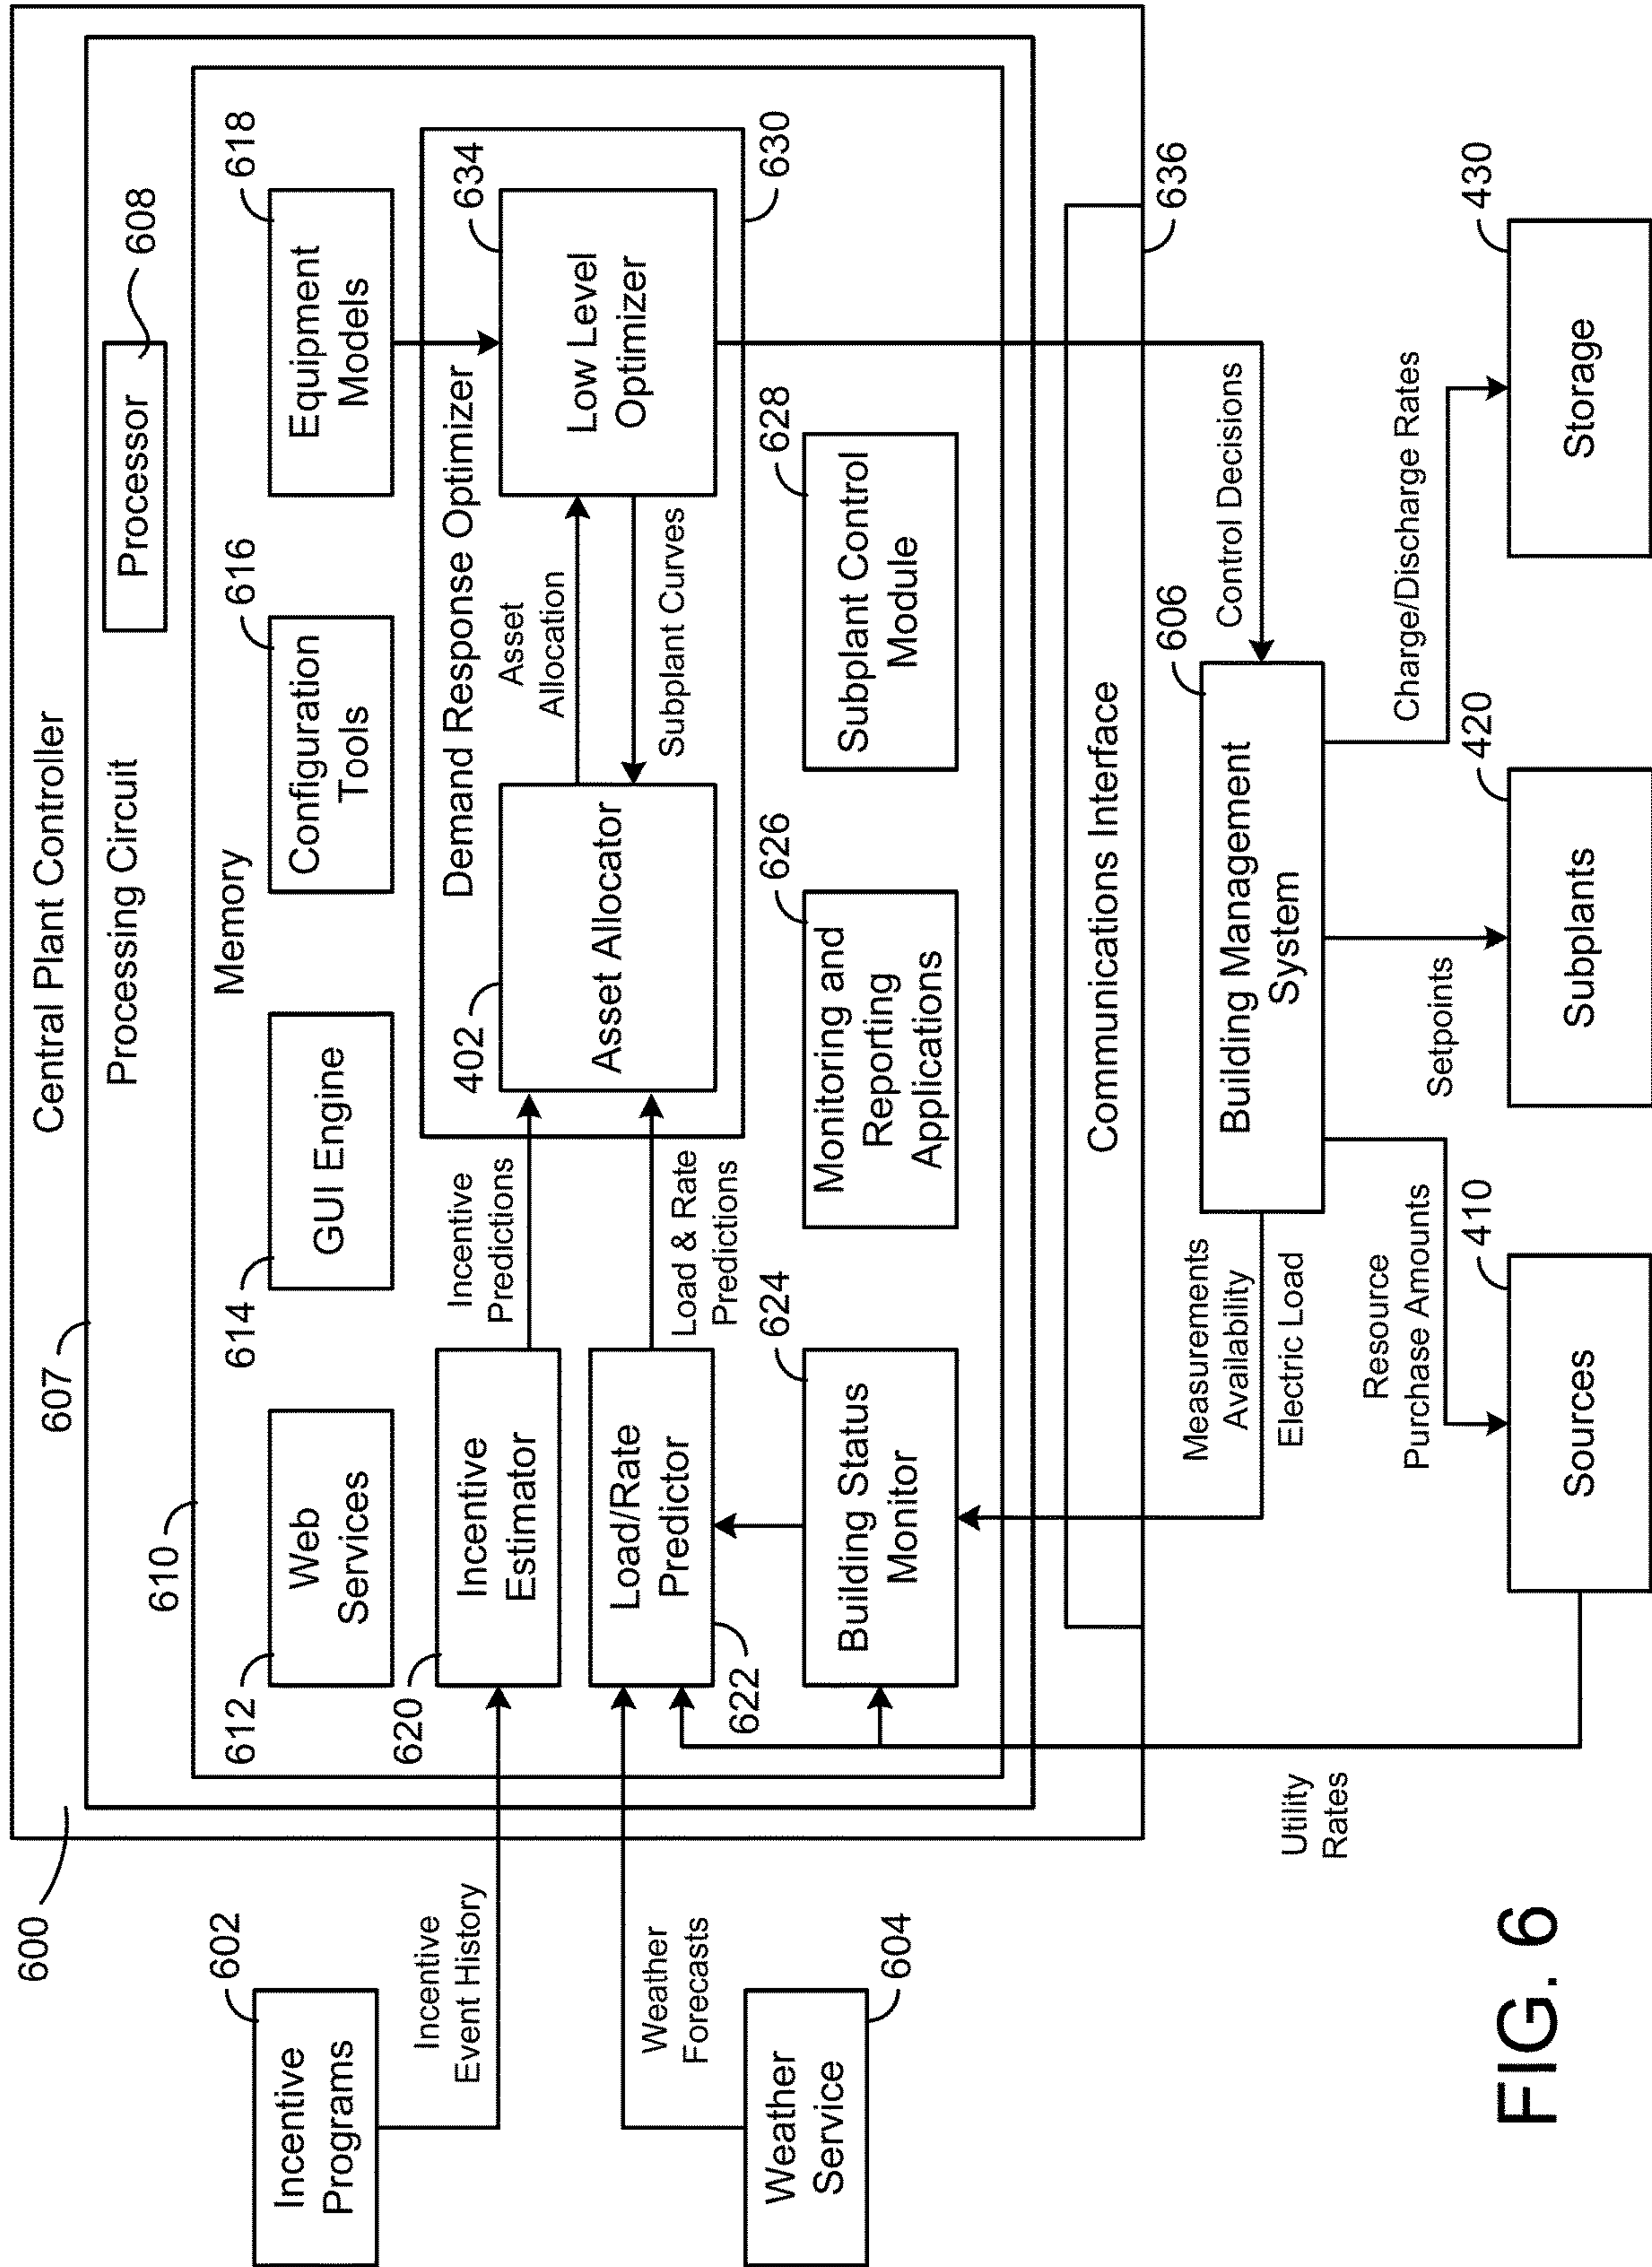 600
Central Plant Controller
607
Processing Circuit
Processor
608
610
Memory
612
Web
Services
614
GUI Engine
616
Configuration
Tools
618
Equipment
Models
602
Incentive
Programs
Incentive
Event History
620
Incentive
Estimator
Incentive
Predictions
Demand Response Optimizer
402
Asset Allocator
Asset
Allocation
Subplant Curves
634
Low Level
Optimizer
630
Weather
Forecasts
604
Weather
Service
Load/Rate
Predictor
622
Load & Rate
Predictions
624
Building Status
Monitor
626
Monitoring and
Reporting
Applications
628
Subplant Control
Module
Communications Interface
636
Utility
Rates
Measurements
Availability
Electric Load
606
Building Management
System
Control Decisions
Resource
Purchase Amounts
Setpoints
Charge/Discharge Rates
410
Sources
420
Subplants
430
Storage
FIG. 6